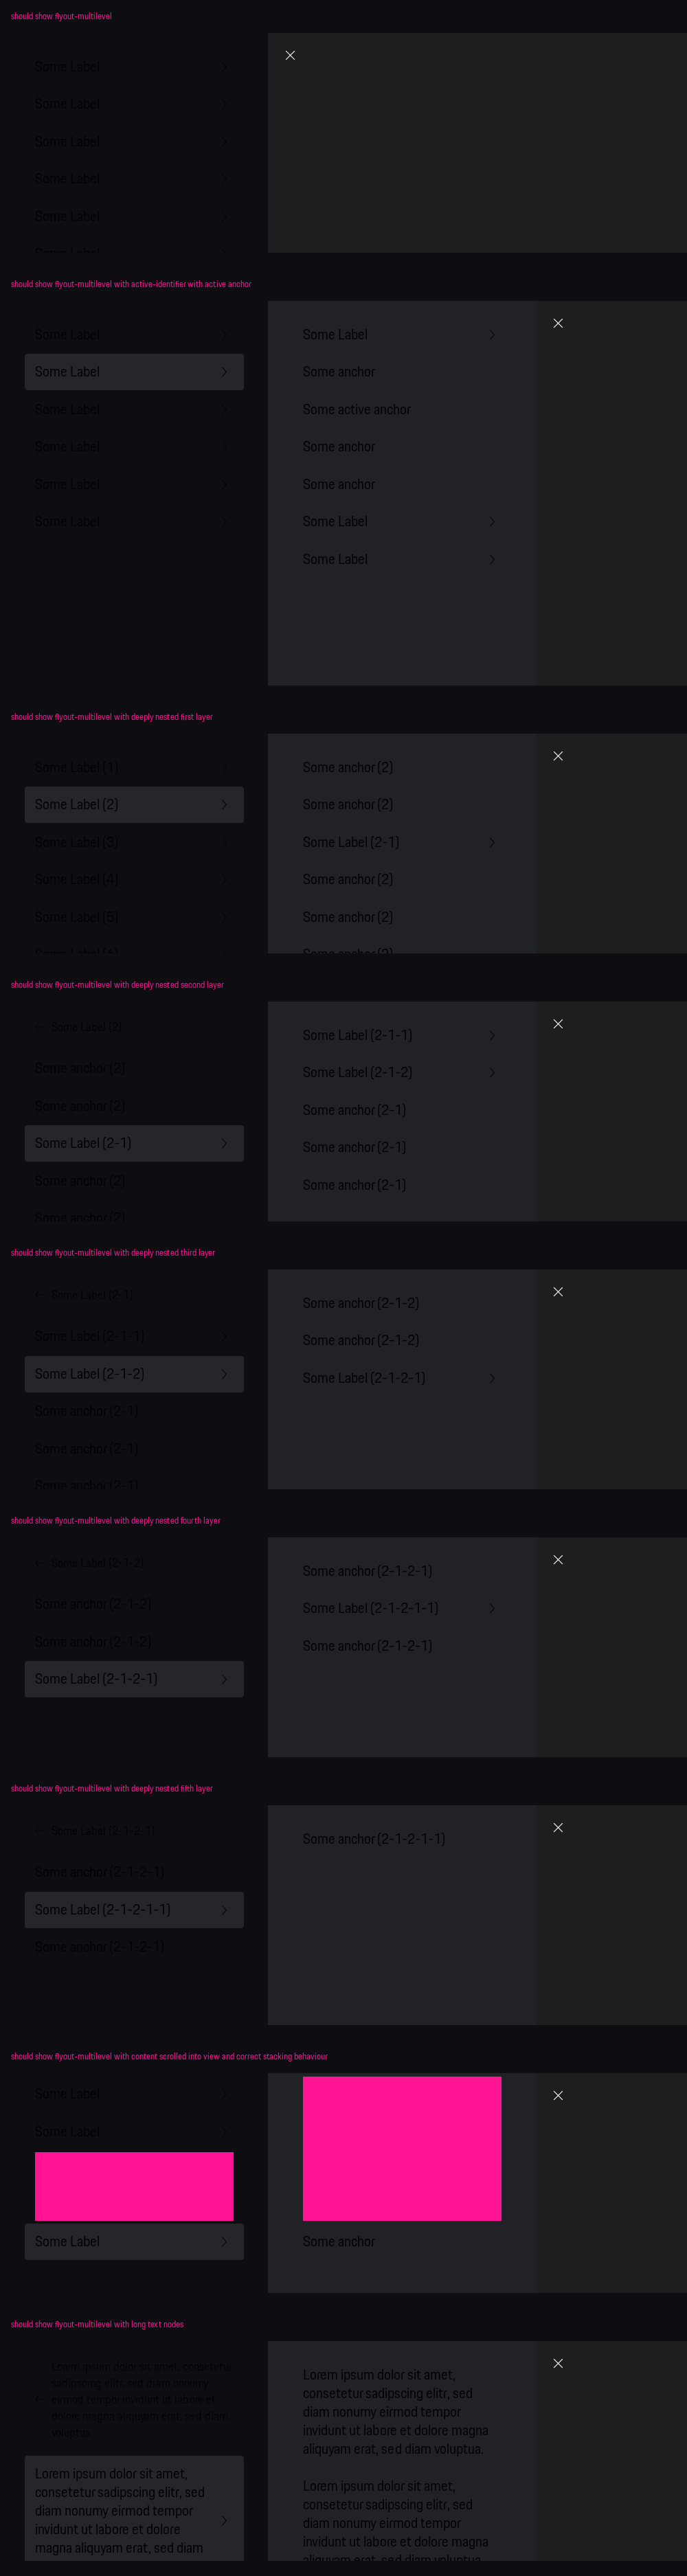 should show flyout-multilevel
Some Label
Some Label
Some Label
Some Label
Some Label
Some Label
should show flyout-multilevel with active-identifier with active anchor
Some Label
Some Label
Some Label
Some Label
Some Label
Some Label
Some Label
Some anchor
Some active anchor
Some anchor
Some anchor
Some Label
Some Label
should show flyout-multilevel with deeply nested first layer
Some Label (1)
Some Label (2)
Some Label (3)
Some Label (4)
Some Label (5)
Some Label (6)
Some anchor (2)
Some anchor (2)
Some Label (2-1)
Some anchor (2)
Some anchor (2)
Some anchor (2)
should show flyout-multilevel with deeply nested second layer
Some Label (2)
Some anchor (2)
Some anchor (2)
Some Label (2-1)
Some anchor (2)
Some anchor (2)
Some Label (2-1-1)
Some Label (2-1-2)
Some anchor (2-1)
Some anchor (2-1)
Some anchor (2-1)
should show flyout-multilevel with deeply nested third layer
Some Label (2-1)
Some Label (2-1-1)
Some Label (2-1-2)
Some anchor (2-1)
Some anchor (2-1)
Some anchor (2-1)
Some anchor (2-1-2)
Some anchor (2-1-2)
Some Label (2-1-2-1)
should show flyout-multilevel with deeply nested fourth layer
Some Label (2-1-2)
Some anchor (2-1-2)
Some anchor (2-1-2)
Some Label (2-1-2-1)
Some anchor (2-1-2-1)
Some Label (2-1-2-1-1)
Some anchor (2-1-2-1)
should show flyout-multilevel with deeply nested fifth layer
Some Label (2-1-2-1)
Some anchor (2-1-2-1)
Some Label (2-1-2-1-1)
Some anchor (2-1-2-1)
Some anchor (2-1-2-1-1)
should show flyout-multilevel with content scrolled into view and correct stacking behaviour
Some Label
Some Label
Some Label
Some anchor
should show flyout-multilevel with long text nodes
Lorem ipsum dolor sit amet, consetetur
sadipscing elitr, sed diam nonumy
eirmod tempor invidunt ut labore et
dolore magna aliquyam erat, sed diam
voluptua.
Lorem ipsum dolor sit amet,
consetetur sadipscing elitr, sed
diam nonumy eirmod tempor
invidunt ut labore et dolore
magna aliquyam erat, sed diam
Lorem ipsum dolor sit amet,
consetetur sadipscing elitr, sed
diam nonumy eirmod tempor
invidunt ut labore et dolore magna
aliquyam erat, sed diam voluptua.
Lorem ipsum dolor sit amet,
consetetur sadipscing elitr, sed
diam nonumy eirmod tempor
invidunt ut labore et dolore magna
aliquyam erat, sed diam voluptua.